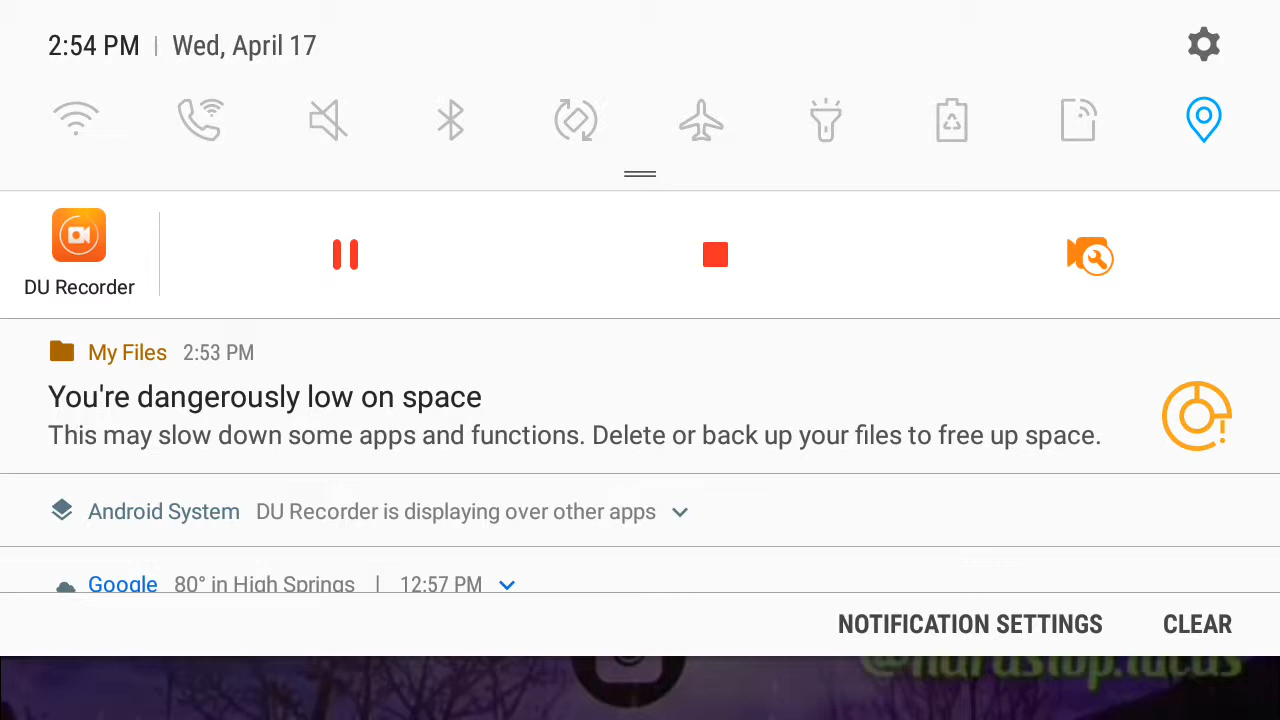 2:54 PM | Wed, April 17
DU Recorder
My Files 2:53 PM
You're dangerously low on space
This may slow down some apps and functions. Delete or back up your files to free up space.
Android System DU Recorder is displaying over other apps
Google 80° in High Springs | 12:57 PM
NOTIFICATION SETTINGS CLEAR